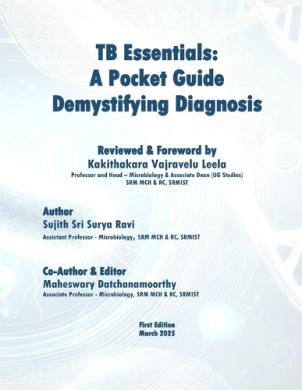 TB Essentials:
A Pocket Guide
Demystifying Diagnosis
Reviewed & Foreword by
Kakithakara Vajravelu Leela
Professor and Head – Microbiology & Associate Dean (UG Studies)
SRM MCH & RC, SRMIST
Author
Sujith Sri Surya Ravi
Assistant Professor - Microbiology, SRM MCH & RC, SRMIST
Co-Author & Editor
Maheswary Datchanamoorthy
Associate Professor - Microbiology, SRM MCH & RC, SRMIST
First Edition
March 2025